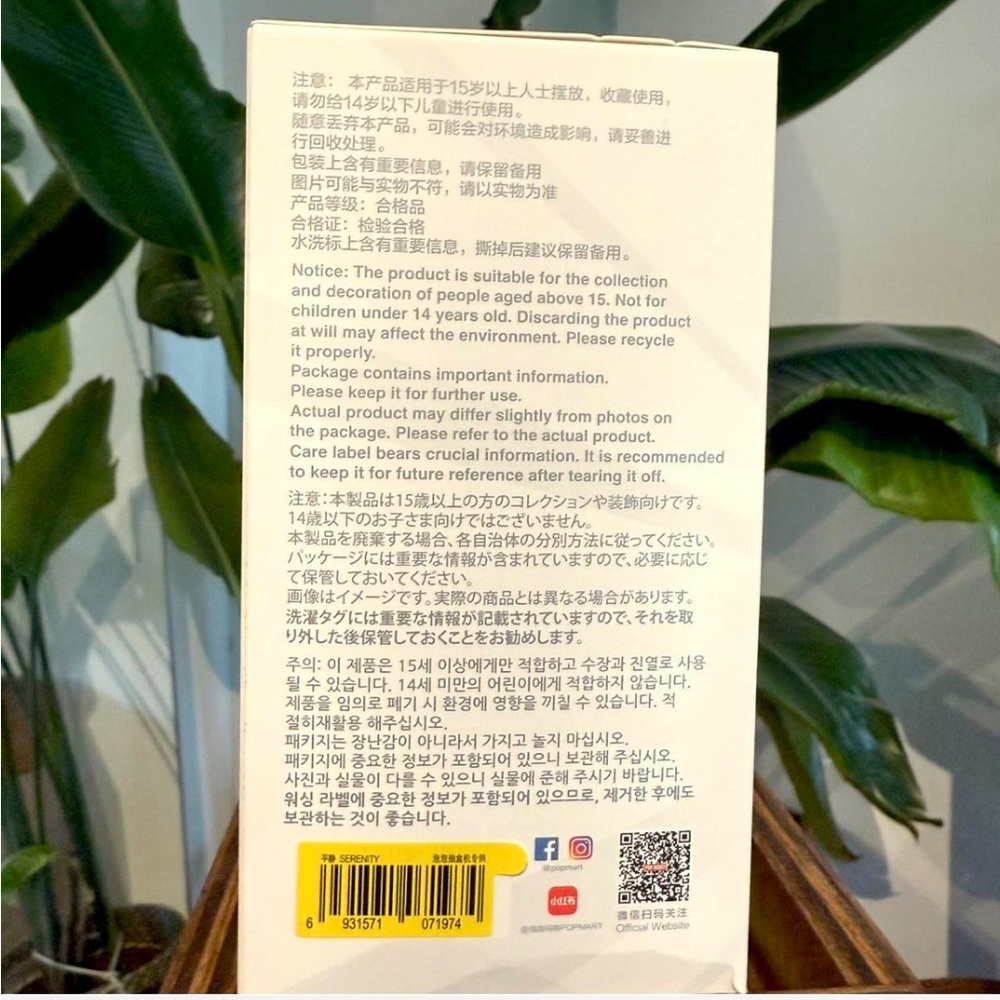 注意： 本产品适用于15岁以上人士摆放，收藏使用，
请勿给14岁以下儿童进行使用。
随意丢弃本产品，可能会对环境造成影响，请妥善进
行回收处理。
包装上含有重要信息，请保留备用
图片可能与实物不符，请以实物为准
产品等级：合格品
合格证：检验合格
水洗标上含有重要信息，撕掉后建议保留备用。
Notice: The product is suitable for the collection
and decoration of people aged above 15. Not for
children under 14 years old. Discarding the product
at will may affect the environment. Please recycle
it properly.
Package contains important information.
Please keep it for further use.
Actual product may differ slightly from photos on
the package. Please refer to the actual product.
Care label bears crucial information. It is recommended
to keep it for future reference after tearing it off.
注意：本製品は15歳以上の方のコレクションや装飾向けです。
14歳以下のお子さま向けではございません。
本製品を廃棄する場合、各自治体の分別方法に従ってください。
パッケージには重要な情報が含まれていますので、必要に応じ
て保管しておいてください。
画像はイメージです。実際の商品とは異なる場合があります。
洗濯タグには重要な情報が記載されていますので、それを取
り外した後保管しておくことをお勧めします。
주의: 이 제품은 15세 이상에게만 적합하고 수장과 진열로 사용
될 수 있습니다. 14세 미만의 어린이에게 적합하지 않습니다.
제품을 임의로 폐기 시 환경에 영향을 끼칠 수 있습니다. 적
절히재활용 해주십시오.
패키지는 장난감이 아니라서 가지고 놀지 마십시오.
패키지에 중요한 정보가 포함되어 있으니 보관해 주십시오.
사진과 실물이 다를 수 있으니 실물에 준해 주시기 바랍니다.
워싱 라벨에 중요한 정보가 포함되어 있으므로, 제거한 후에도
보관하는 것이 좋습니다.
平静 SERENITY 泡泡抽盒机专供
6 931571 071974
@popmart
小红书
@泡泡玛特POPMART
微信扫码关注
Official Website